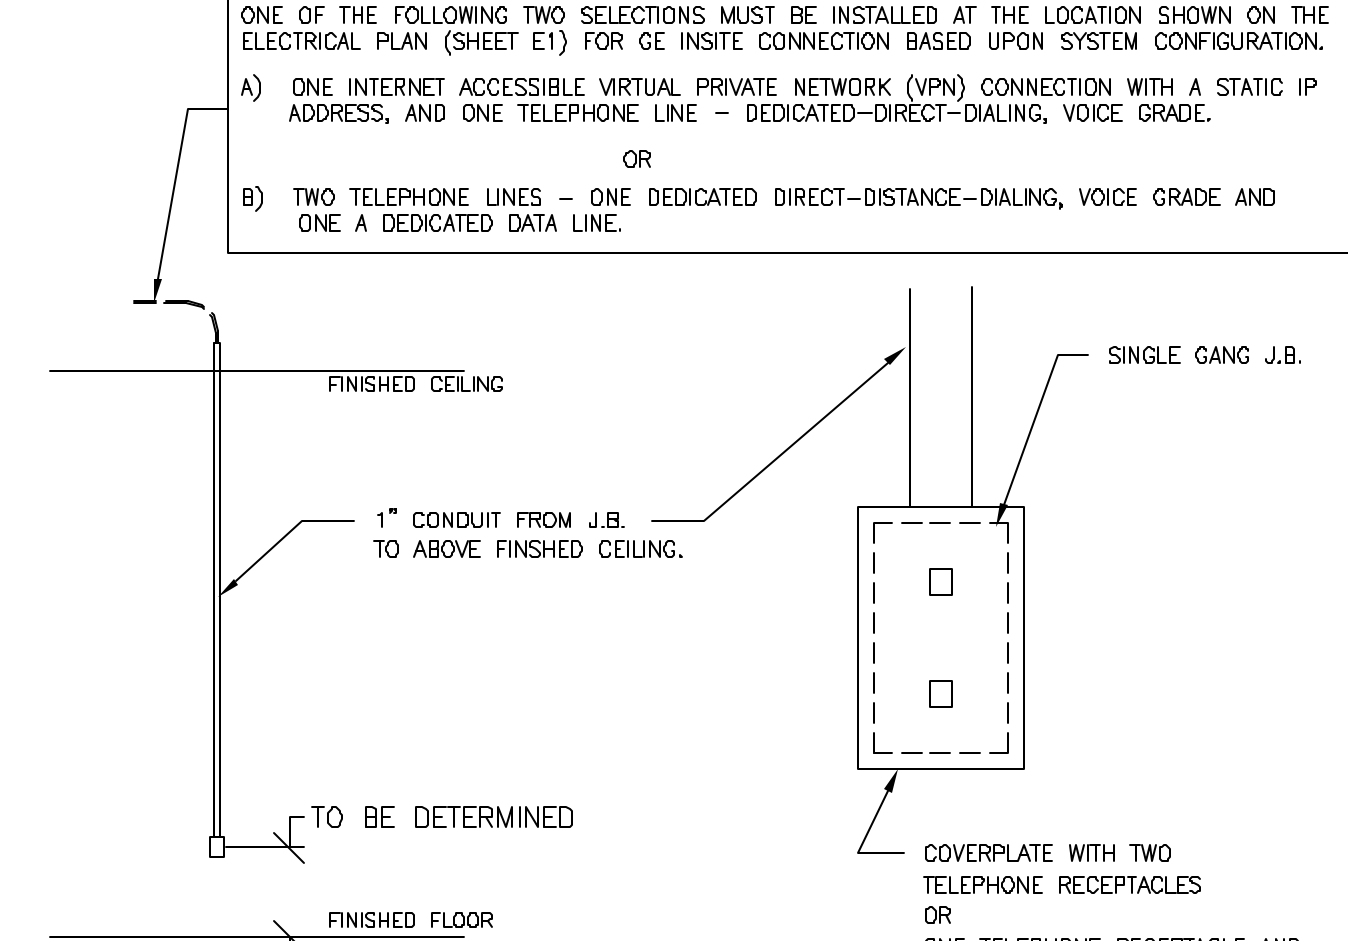 ONE OF THE FOLLOWING TWO SELECTIONS MUST BE INSTALLED AT THE LOCATION SHOWN ON THE
ELECTRICAL PLAN (SHEET E1) FOR GE INSITE CONNECTION BASED UPON SYSTEM CONFIGURATION.
A) ONE INTERNET ACCESSIBLE VIRTUAL PRIVATE NETWORK (VPN) CONNECTION WITH A STATIC IP
ADDRESS, AND ONE TELEPHONE LINE – DEDICATED–DIRECT–DIALING, VOICE GRADE.
OR
B) TWO TELEPHONE LINES – ONE DEDICATED DIRECT–DISTANCE–DIALING, VOICE GRADE AND
ONE A DEDICATED DATA LINE.
SINGLE GANG J.B.
FINISHED CEILING
1" CONDUIT FROM J.B.
TO ABOVE FINSHED CEILING.
TO BE DETERMINED
COVERPLATE WITH TWO
TELEPHONE RECEPTACLES
OR
FINISHED FLOOR
ONE TELEPHONE RECEPTACLE AND